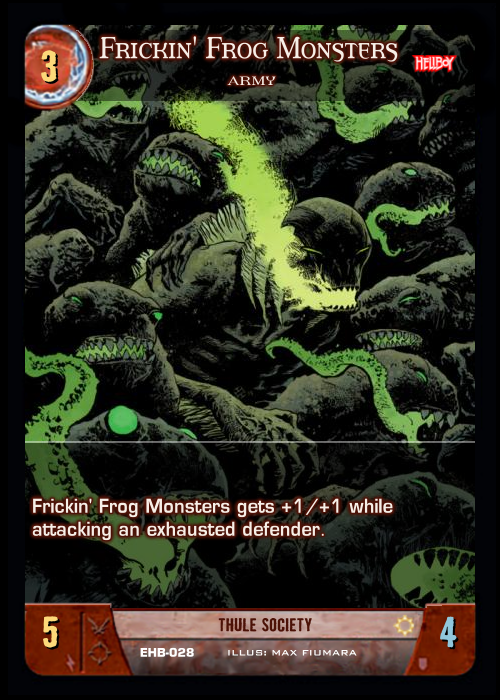 3
Frickin' Frog Monsters
HELLBOY
ARMY
Frickin' Frog Monsters gets +1/+1 while
attacking an exhausted defender.
5
THULE SOCIETY
4
EHB-028 ILLUS: MAX FIUMARA